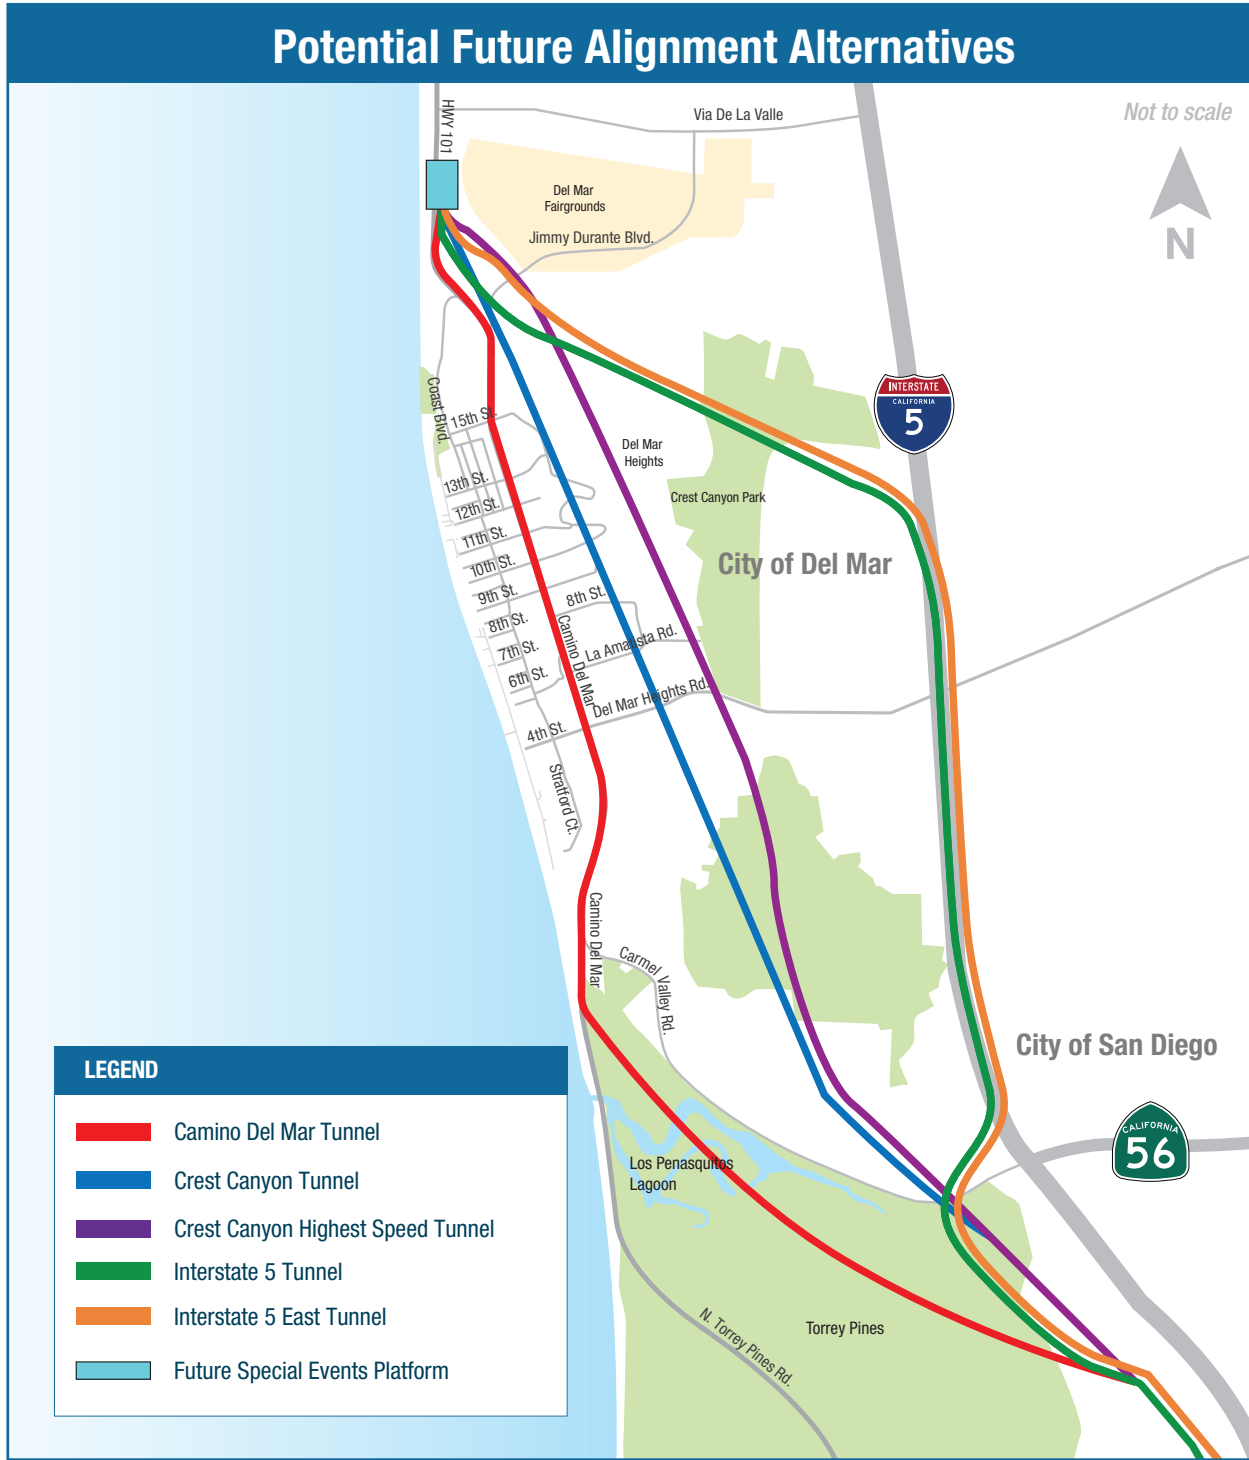 Potential Future Alignment Alternatives
Not to scale
N
HWY 101
Via De La Valle
Del Mar
Fairgrounds
Jimmy Durante Blvd.
INTERSTATE
CALIFORNIA
5
Coast Blvd.
15th St.
Del Mar
Heights
13th St.
Crest Canyon Park
12th St.
11th St.
City of Del Mar
10th St.
9th St.
8th St.
8th St.
Camino Del Mar
La Amatista Rd.
7th St.
6th St.
Del Mar Heights Rd.
4th St.
Stratford Ct.
Camino Del Mar
Carmel Valley Rd.
City of San Diego
CALIFORNIA
56
Los Penasquitos
Lagoon
N. Torrey Pines Rd.
Torrey Pines
LEGEND
Camino Del Mar Tunnel
Crest Canyon Tunnel
Crest Canyon Highest Speed Tunnel
Interstate 5 Tunnel
Interstate 5 East Tunnel
Future Special Events Platform